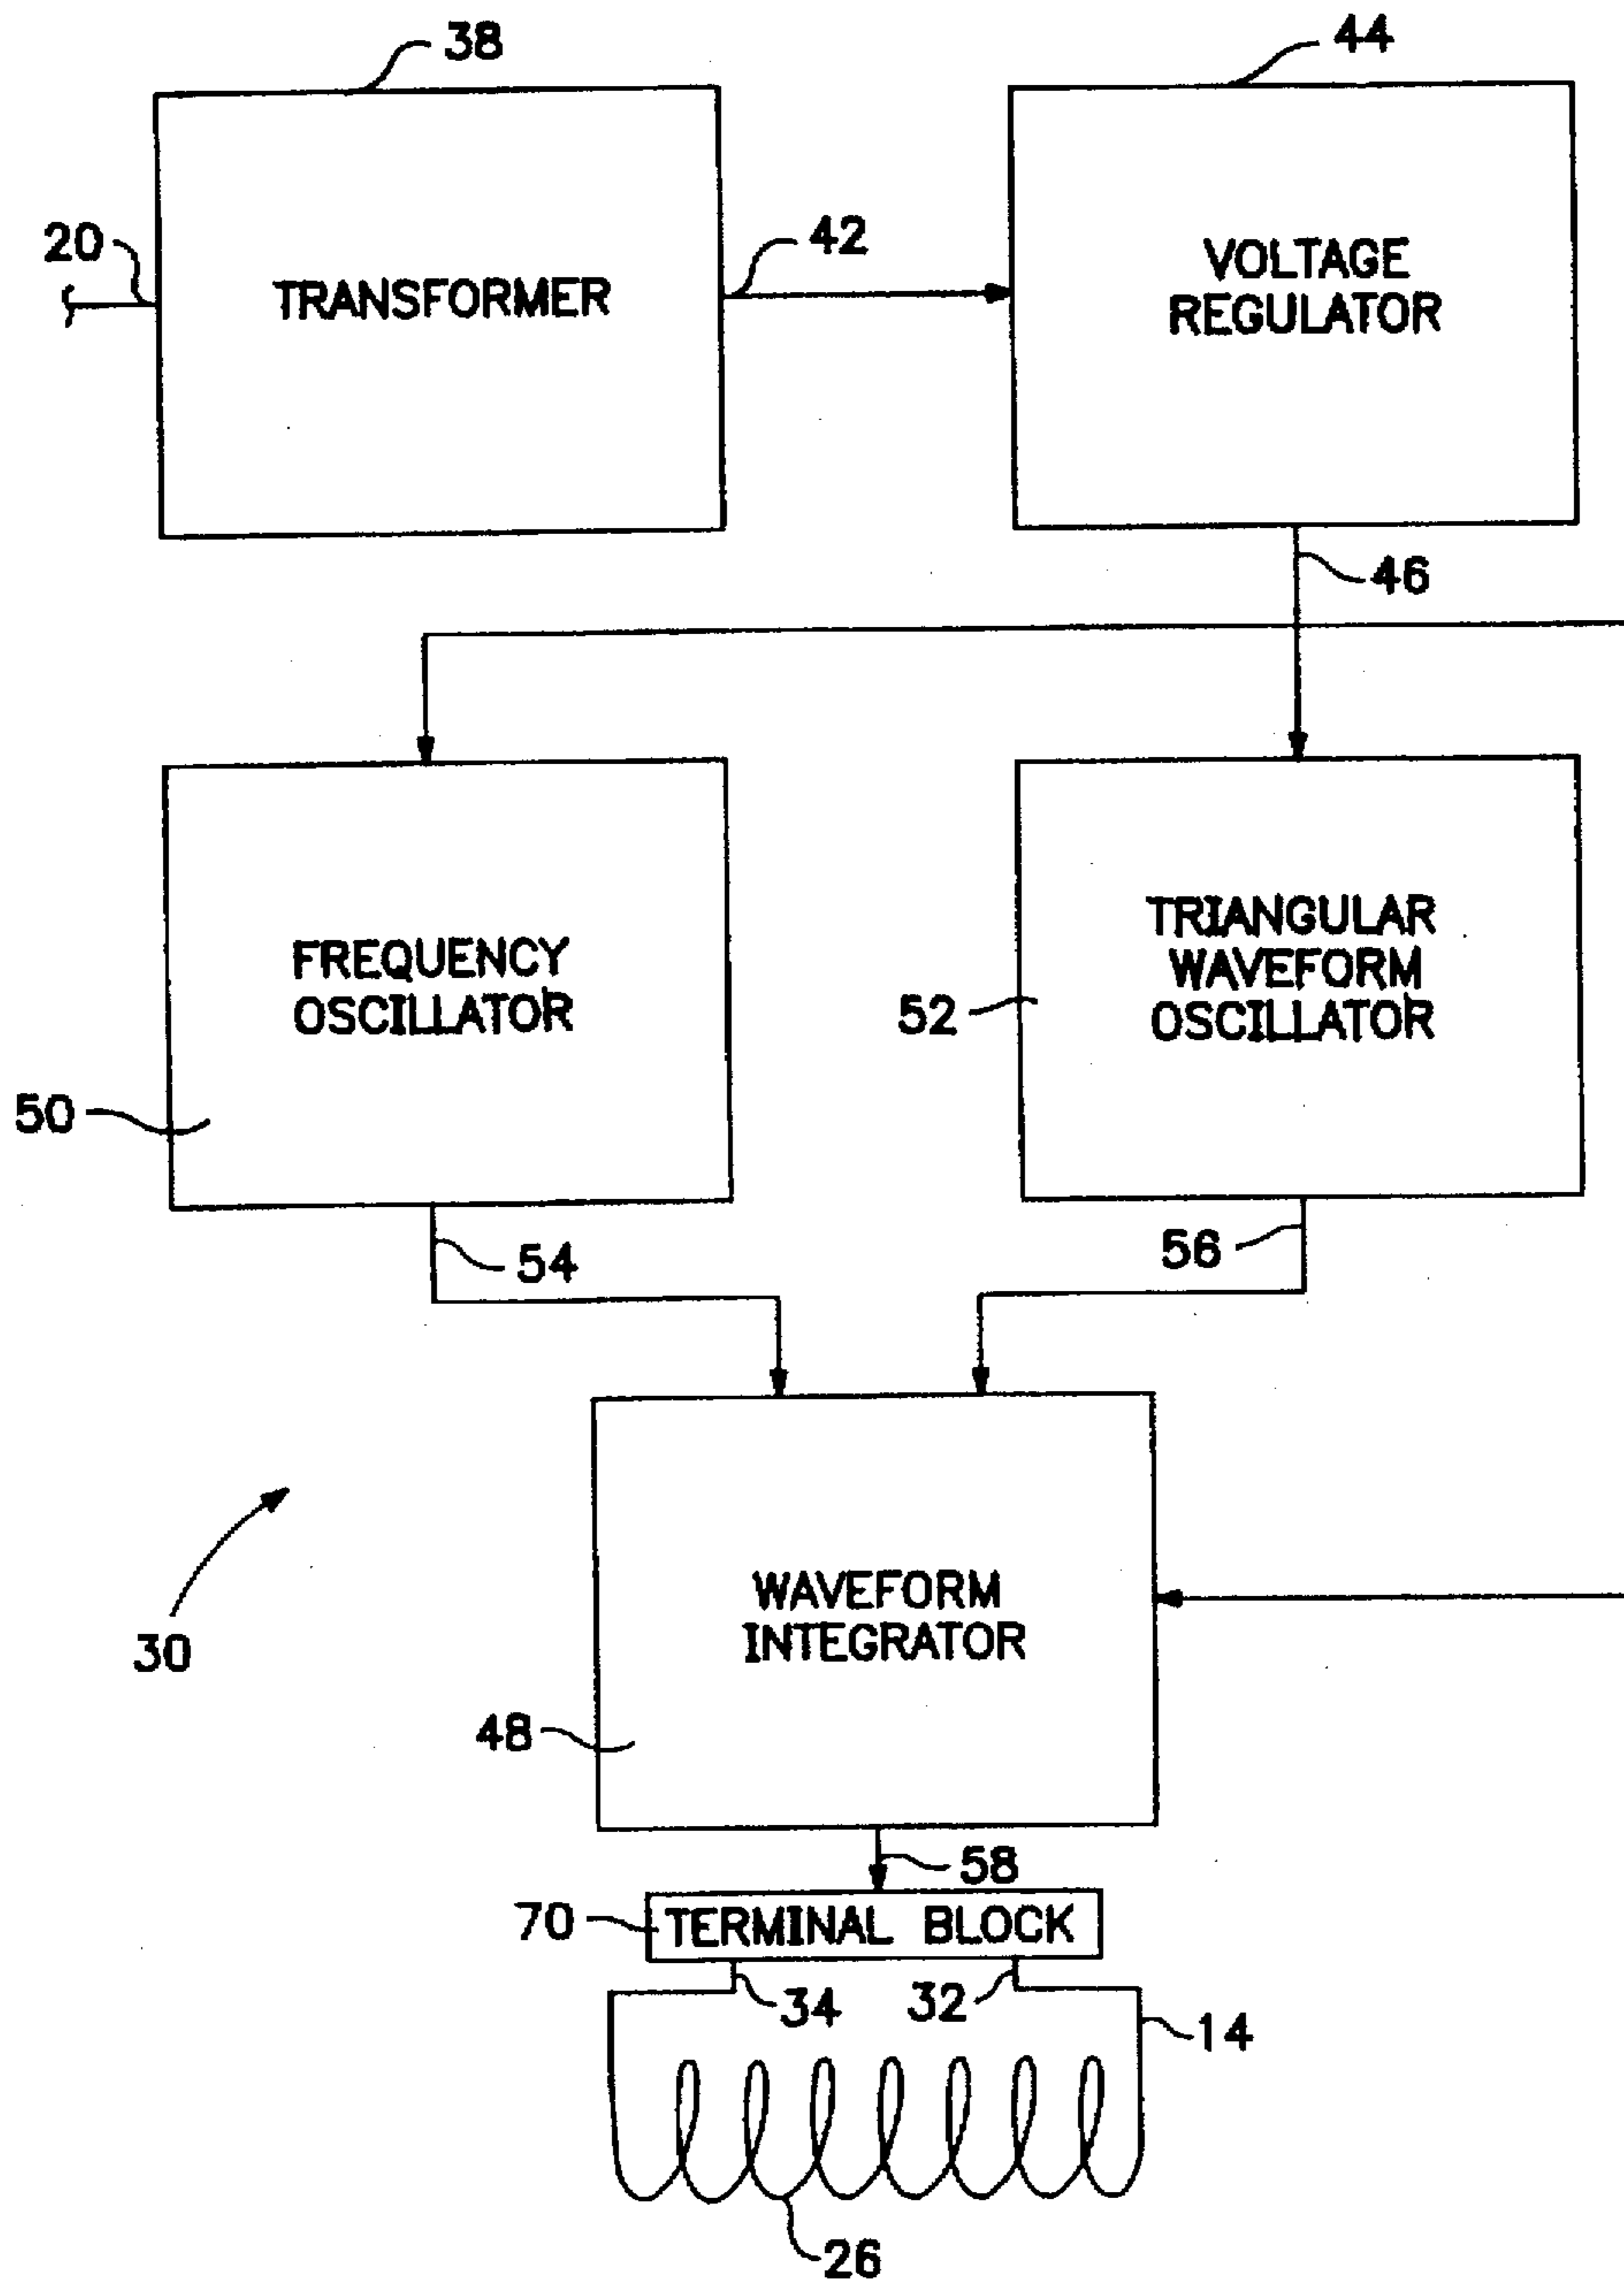 38
44
20
42
TRANSFORMER
VOLTAGE
REGULATOR
46
FREQUENCY
OSCILLATOR
TRIANGULAR
WAVEFORM
OSCILLATOR
52
50
54
56
WAVEFORM
INTEGRATOR
30
48
58
70
TERMINAL BLOCK
34
32
14
26